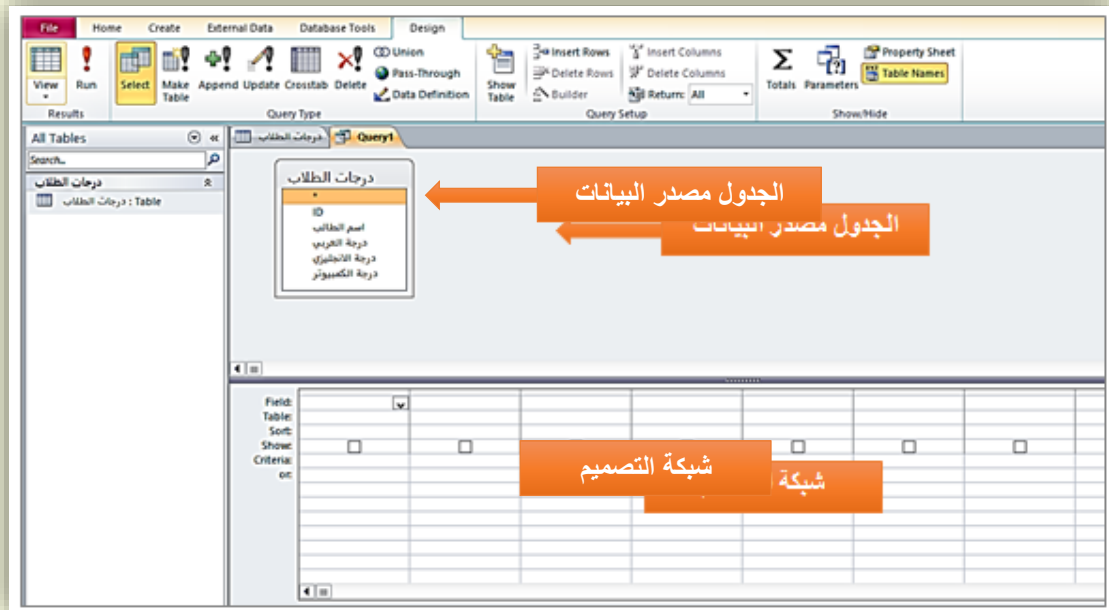 File Home Create External Data Database Tools Design
View Run Select Make Table Append Update Crosstab Delete
Union
Pass-Through
Data Definition
Show Table
Insert Rows
Delete Rows
Builder
Insert Columns
Delete Columns
Return: All
Totals Parameters
Property Sheet
Table Names
Results Query Type Query Setup Show/Hide
All Tables
Search..
درجات الطلاب
درجات الطلاب : Table
درجات الطلاب Query1
درجات الطلاب
*
ID
اسم الطالب
درجة العربي
درجة الانجليزي
درجة الكمبيوتر
الجدول مصدر البيانات
الجدول مصدر البيانات
Field:
Table:
Sort:
Show:
Criteria:
or:
شبكة التصميم
شبكة